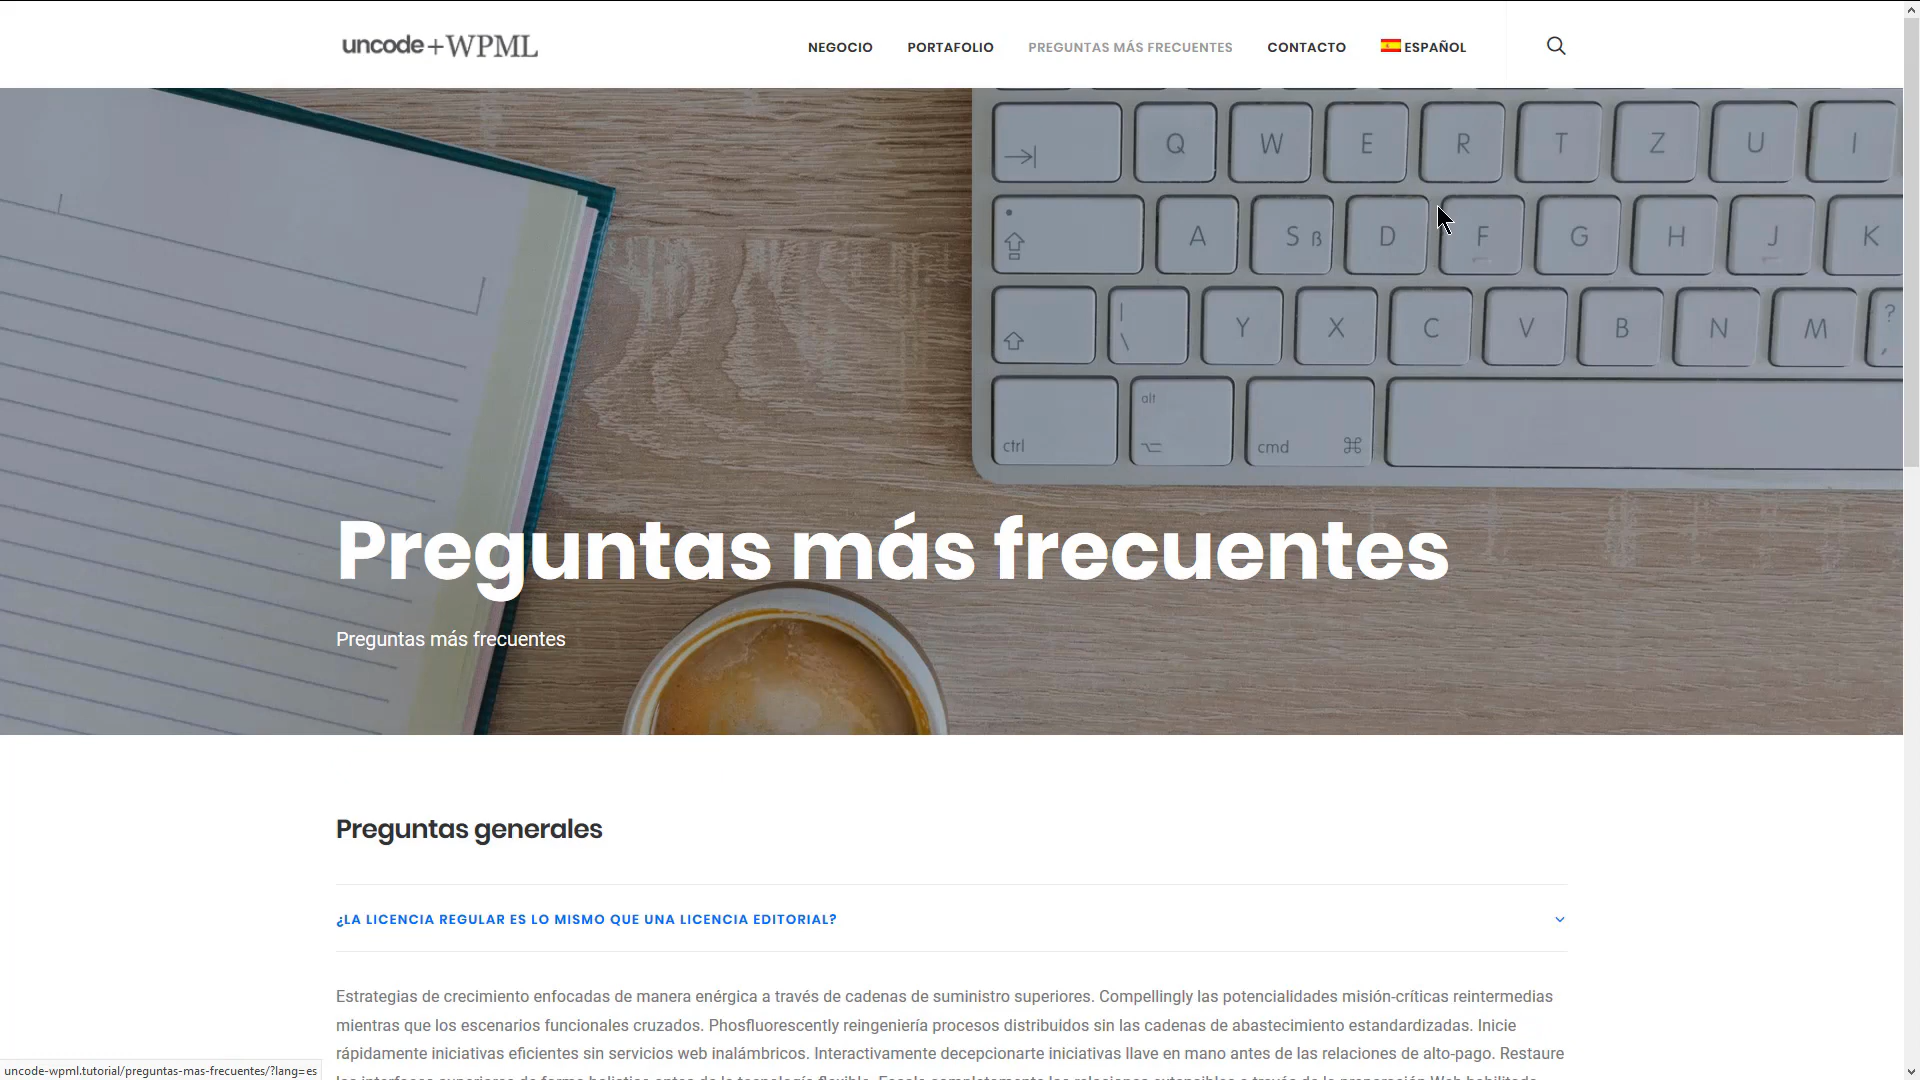 uncode+WPML
NEGOCIO PORTAFOLIO PREGUNTAS MÁS FRECUENTES CONTACTO ESPAÑOL
Q W E R T Z U I
A S ß D F G H J K
| \ Y X C V B N M ? ,
alt
ctrl cmd ⌘
Preguntas más frecuentes
Preguntas más frecuentes
Preguntas generales
¿LA LICENCIA REGULAR ES LO MISMO QUE UNA LICENCIA EDITORIAL?
Estrategias de crecimiento enfocadas de manera enérgica a través de cadenas de suministro superiores. Compellingly las potencialidades misión-críticas reintermedias
mientras que los escenarios funcionales cruzados. Phosfluorescently reingeniería procesos distribuidos sin las cadenas de abastecimiento estandardizadas. Inicie
rápidamente iniciativas eficientes sin servicios web inalámbricos. Interactivamente decepcionarte iniciativas llave en mano antes de las relaciones de alto-pago. Restaure
uncode-wpml.tutorial/preguntas-mas-frecuentes/?lang=es